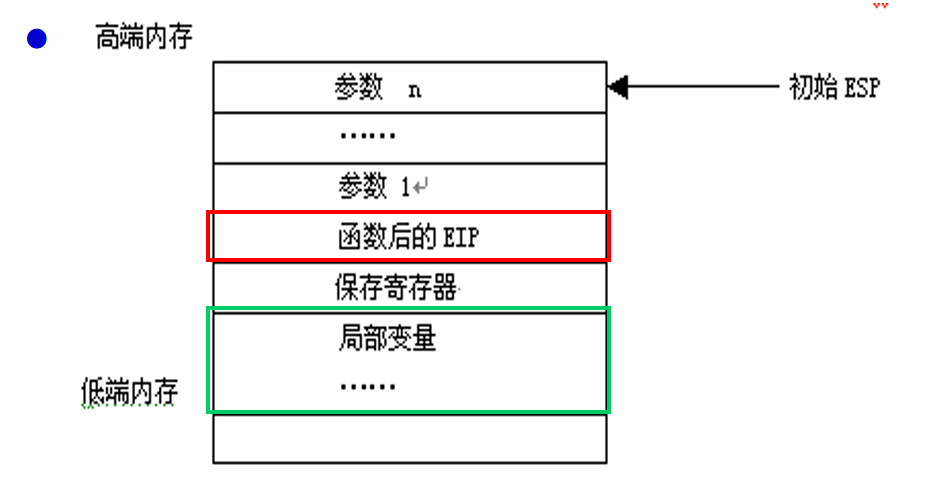 高端内存
参数 n
初始 ESP
……
参数 1↵
函数后的 EIP
保存寄存器
局部变量
……
低端内存